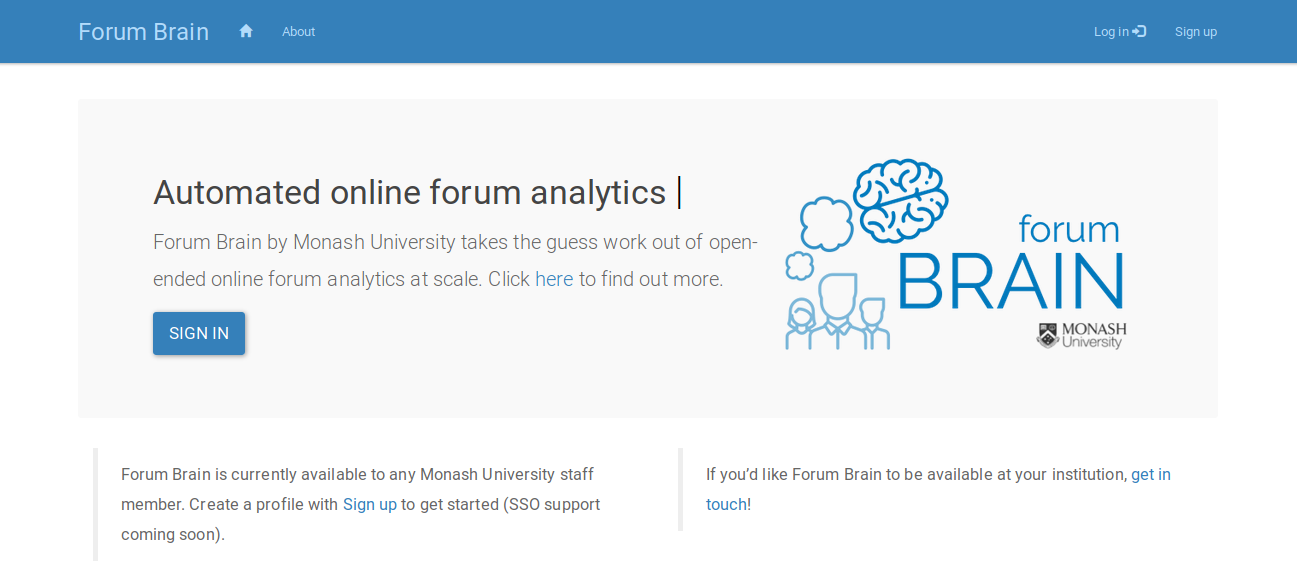 Forum Brain About Log in Sign up
Automated online forum analytics
Forum Brain by Monash University takes the guess work out of open-
ended online forum analytics at scale. Click here to find out more.
SIGN IN
forum
BRAIN
MONASH
University
Forum Brain is currently available to any Monash University staff
member. Create a profile with Sign up to get started (SSO support
coming soon).
If you’d like Forum Brain to be available at your institution, get in
touch!